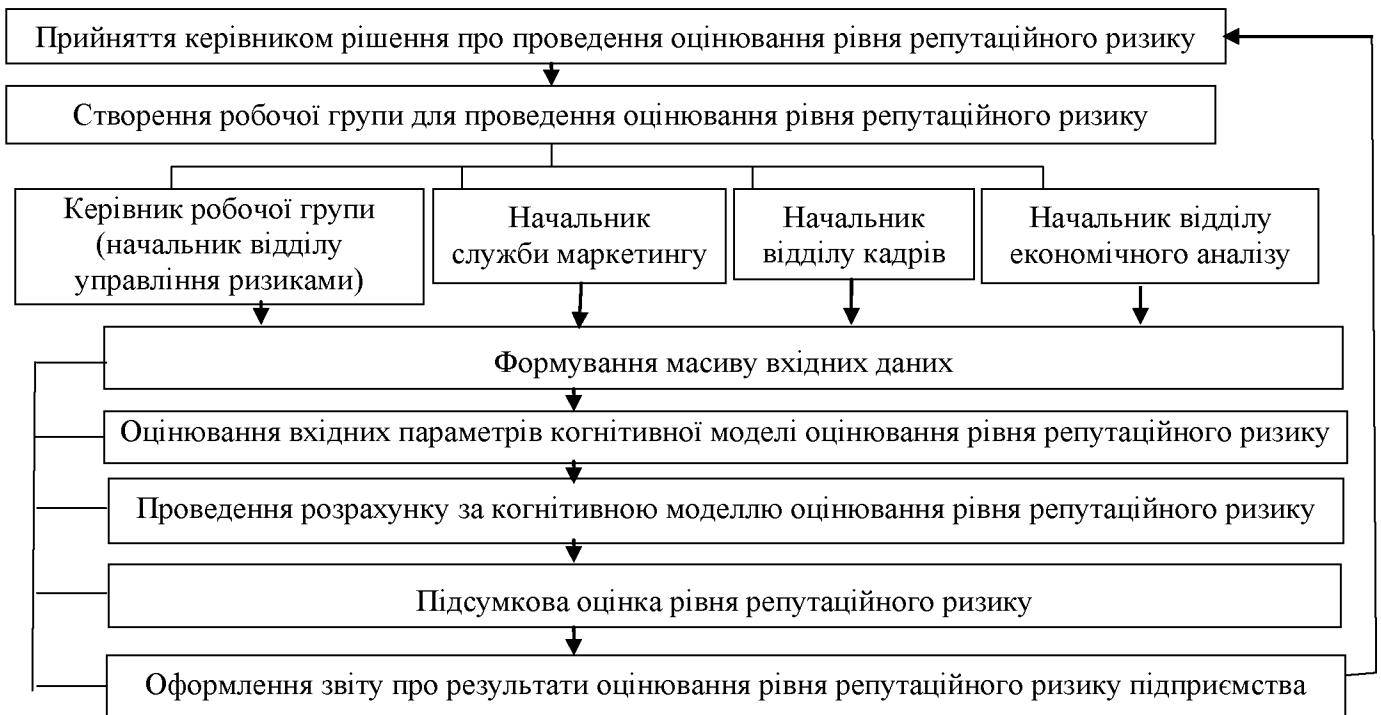 Прийняття керівником рішення про проведення оцінювання рівня репутаційного ризику
Створення робочої групи для проведення оцінювання рівня репутаційного ризику
Керівник робочої групи
(начальник відділу
управління ризиками)
Начальник
служби маркетингу
Начальник
відділу кадрів
Начальник відділу
економічного аналізу
Формування масиву вхідних даних
Оцінювання вхідних параметрів когнітивної моделі оцінювання рівня репутаційного ризику
Проведення розрахунку за когнітивною моделлю оцінювання рівня репутаційного ризику
Підсумкова оцінка рівня репутаційного ризику
Оформлення звіту про результати оцінювання рівня репутаційного ризику підприємства